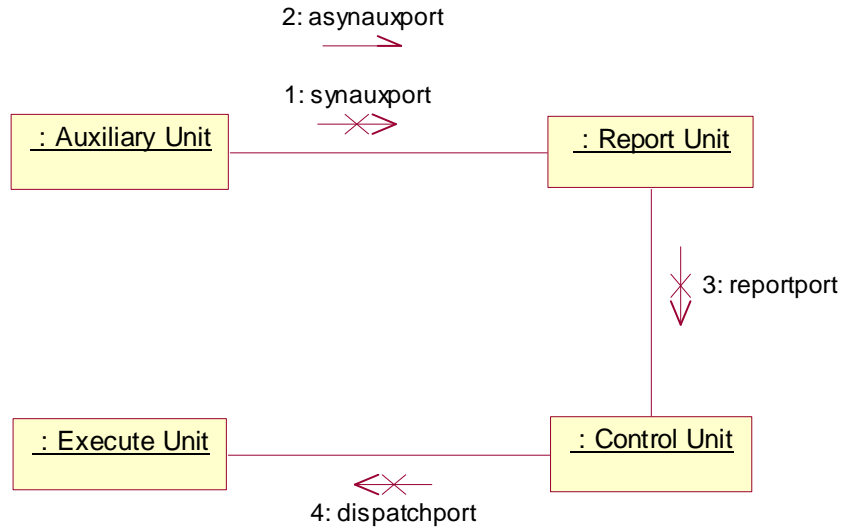 2: asynauxport
1: synauxport
: Auxiliary Unit
: Report Unit
3: reportport
: Execute Unit
: Control Unit
4: dispatchport